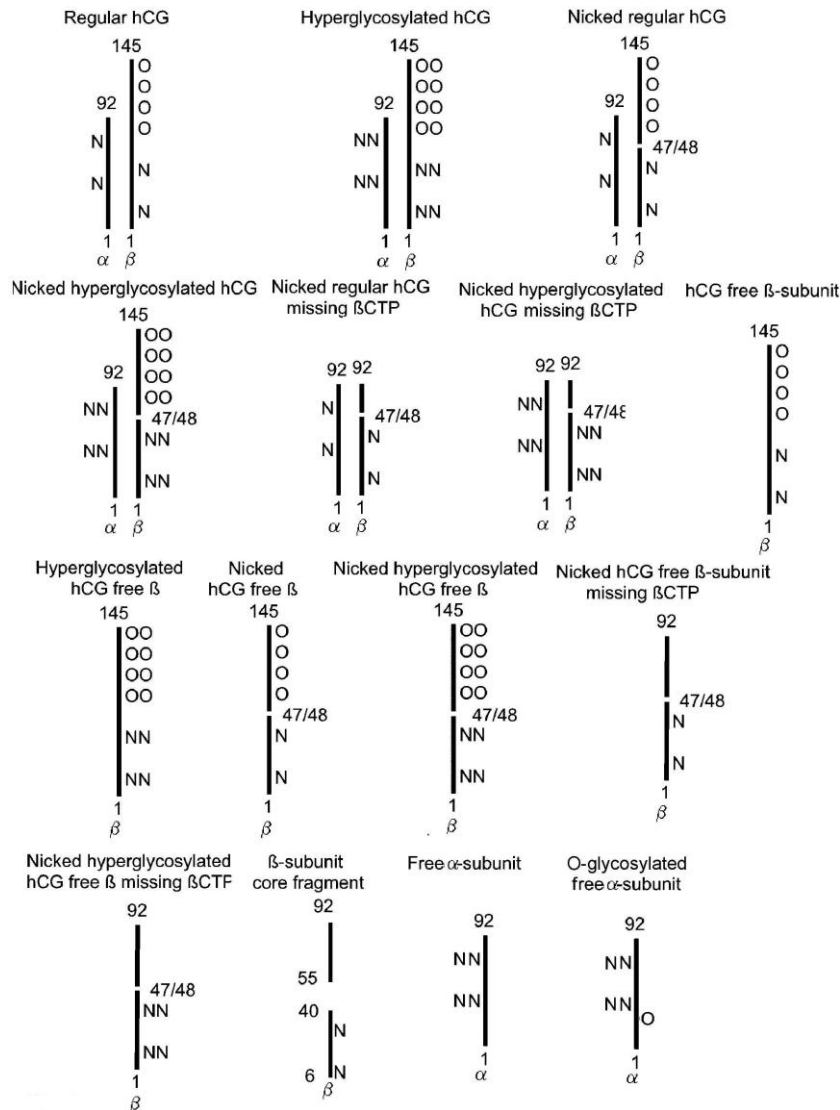 Regular hCG Hyperglycosylated hCG Nicked regular hCG
145 145 145
O OO O
O OO O
92 O 92 OO 92 O
O OO O
N NN N 47/48
N N NN NN N N
N NN N
1 1 1 1 1 1
α β α β α β
Nicked hyperglycosylated hCG Nicked regular hCG Nicked hyperglycosylated hCG free ß-subunit
missing ßCTP hCG missing ßCTP
145 145
OO O
OO O
92 OO 92 92 92 92 O
OO O
NN 47/48 N 47/48 NN 47/48
NN NN N N NN NN N
NN N NN N
1 1 1 1 1 1 1
α β α β α β β
Hyperglycosylated Nicked Nicked hyperglycosylated Nicked hCG free ß-subunit
hCG free ß hCG free ß hCG free ß missing ßCTP
145 145 145 92
OO O OO
OO O OO
OO O OO
OO O OO
47/48 47/48 47/48
NN N NN N
NN N NN N
1 1 1 1
β β β β
Nicked hyperglycosylated ß-subunit Free α-subunit O-glycosylated
hCG free ß missing ßCTP core fragment free α-subunit
92 92 92 92
NN NN
55
47/48 40 NN NN
NN N O
NN 6 N
1 1 1
β β α α